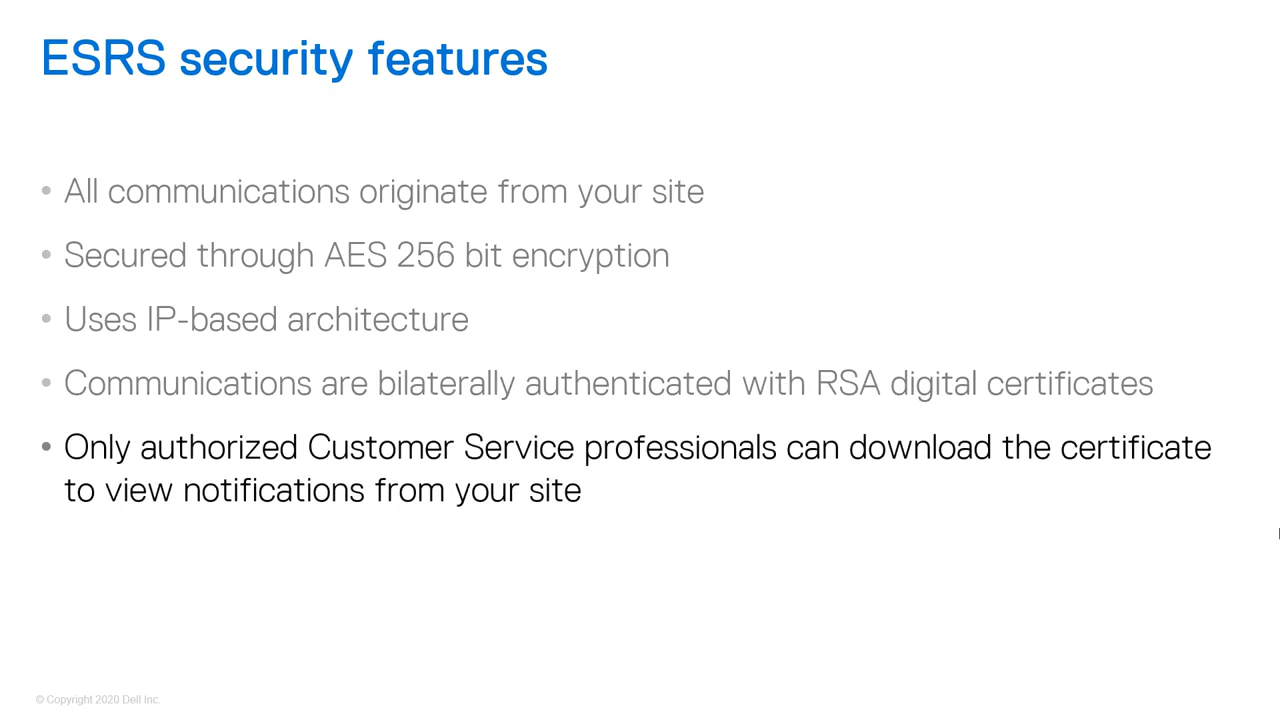 ESRS security features
• All communications originate from your site
• Secured through AES 256 bit encryption
• Uses IP-based architecture
• Communications are bilaterally authenticated with RSA digital certificates
• Only authorized Customer Service professionals can download the certificate
to view notifications from your site
© Copyright 2020 Dell Inc.